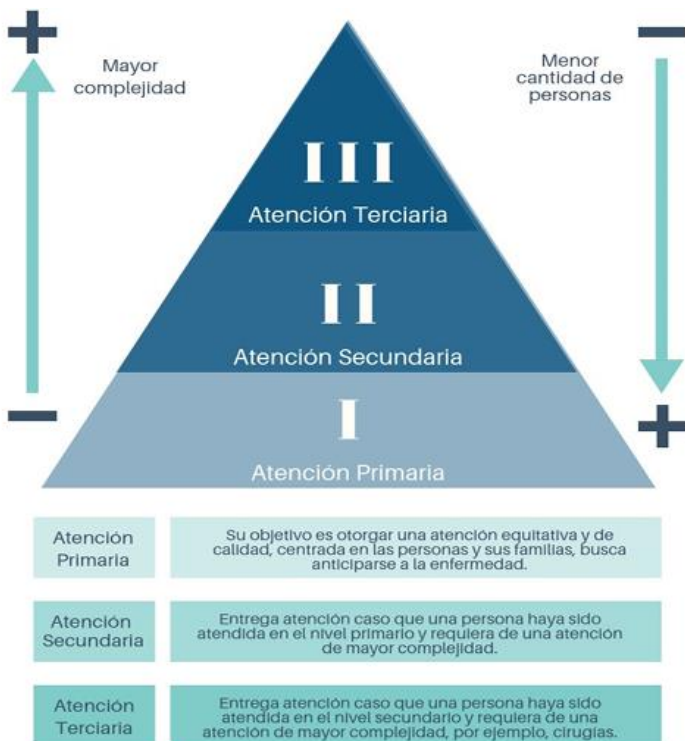 +
Mayor
complejidad
−
−
Menor
cantidad de
personas
+
III
Atención Terciaria
II
Atención Secundaria
I
Atención Primaria
Atención
Primaria
Su objetivo es otorgar una atención equitativa y de
calidad, centrada en las personas y sus familias, busca
anticiparse a la enfermedad.
Atención
Secundaria
Entrega atención caso que una persona haya sido
atendida en el nivel primario y requiera de una atención
de mayor complejidad.
Atención
Terciaria
Entrega atención caso que una persona haya sido
atendida en el nivel secundario y requiera de una
atención de mayor complejidad, por ejemplo, cirugías.